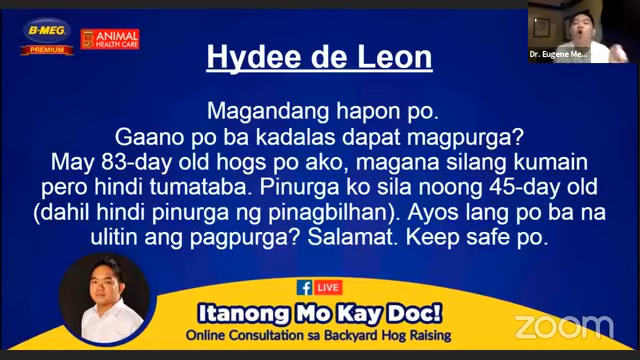 B-MEG
PREMIUM
ANIMAL
HEALTH CARE
Dr. Eugene Me...
Hydee de Leon
Magandang hapon po.
Gaano po ba kadalas dapat magpurga?
May 83-day old hogs po ako, magana silang kumain
pero hindi tumataba. Pinurga ko sila noong 45-day old
(dahil hindi pinurga ng pinagbilhan). Ayos lang po ba na
ulitin ang pagpurga? Salamat. Keep safe po.
f LIVE
Itanong Mo Kay Doc!
Online Consultation sa Backyard Hog Raising
zoom